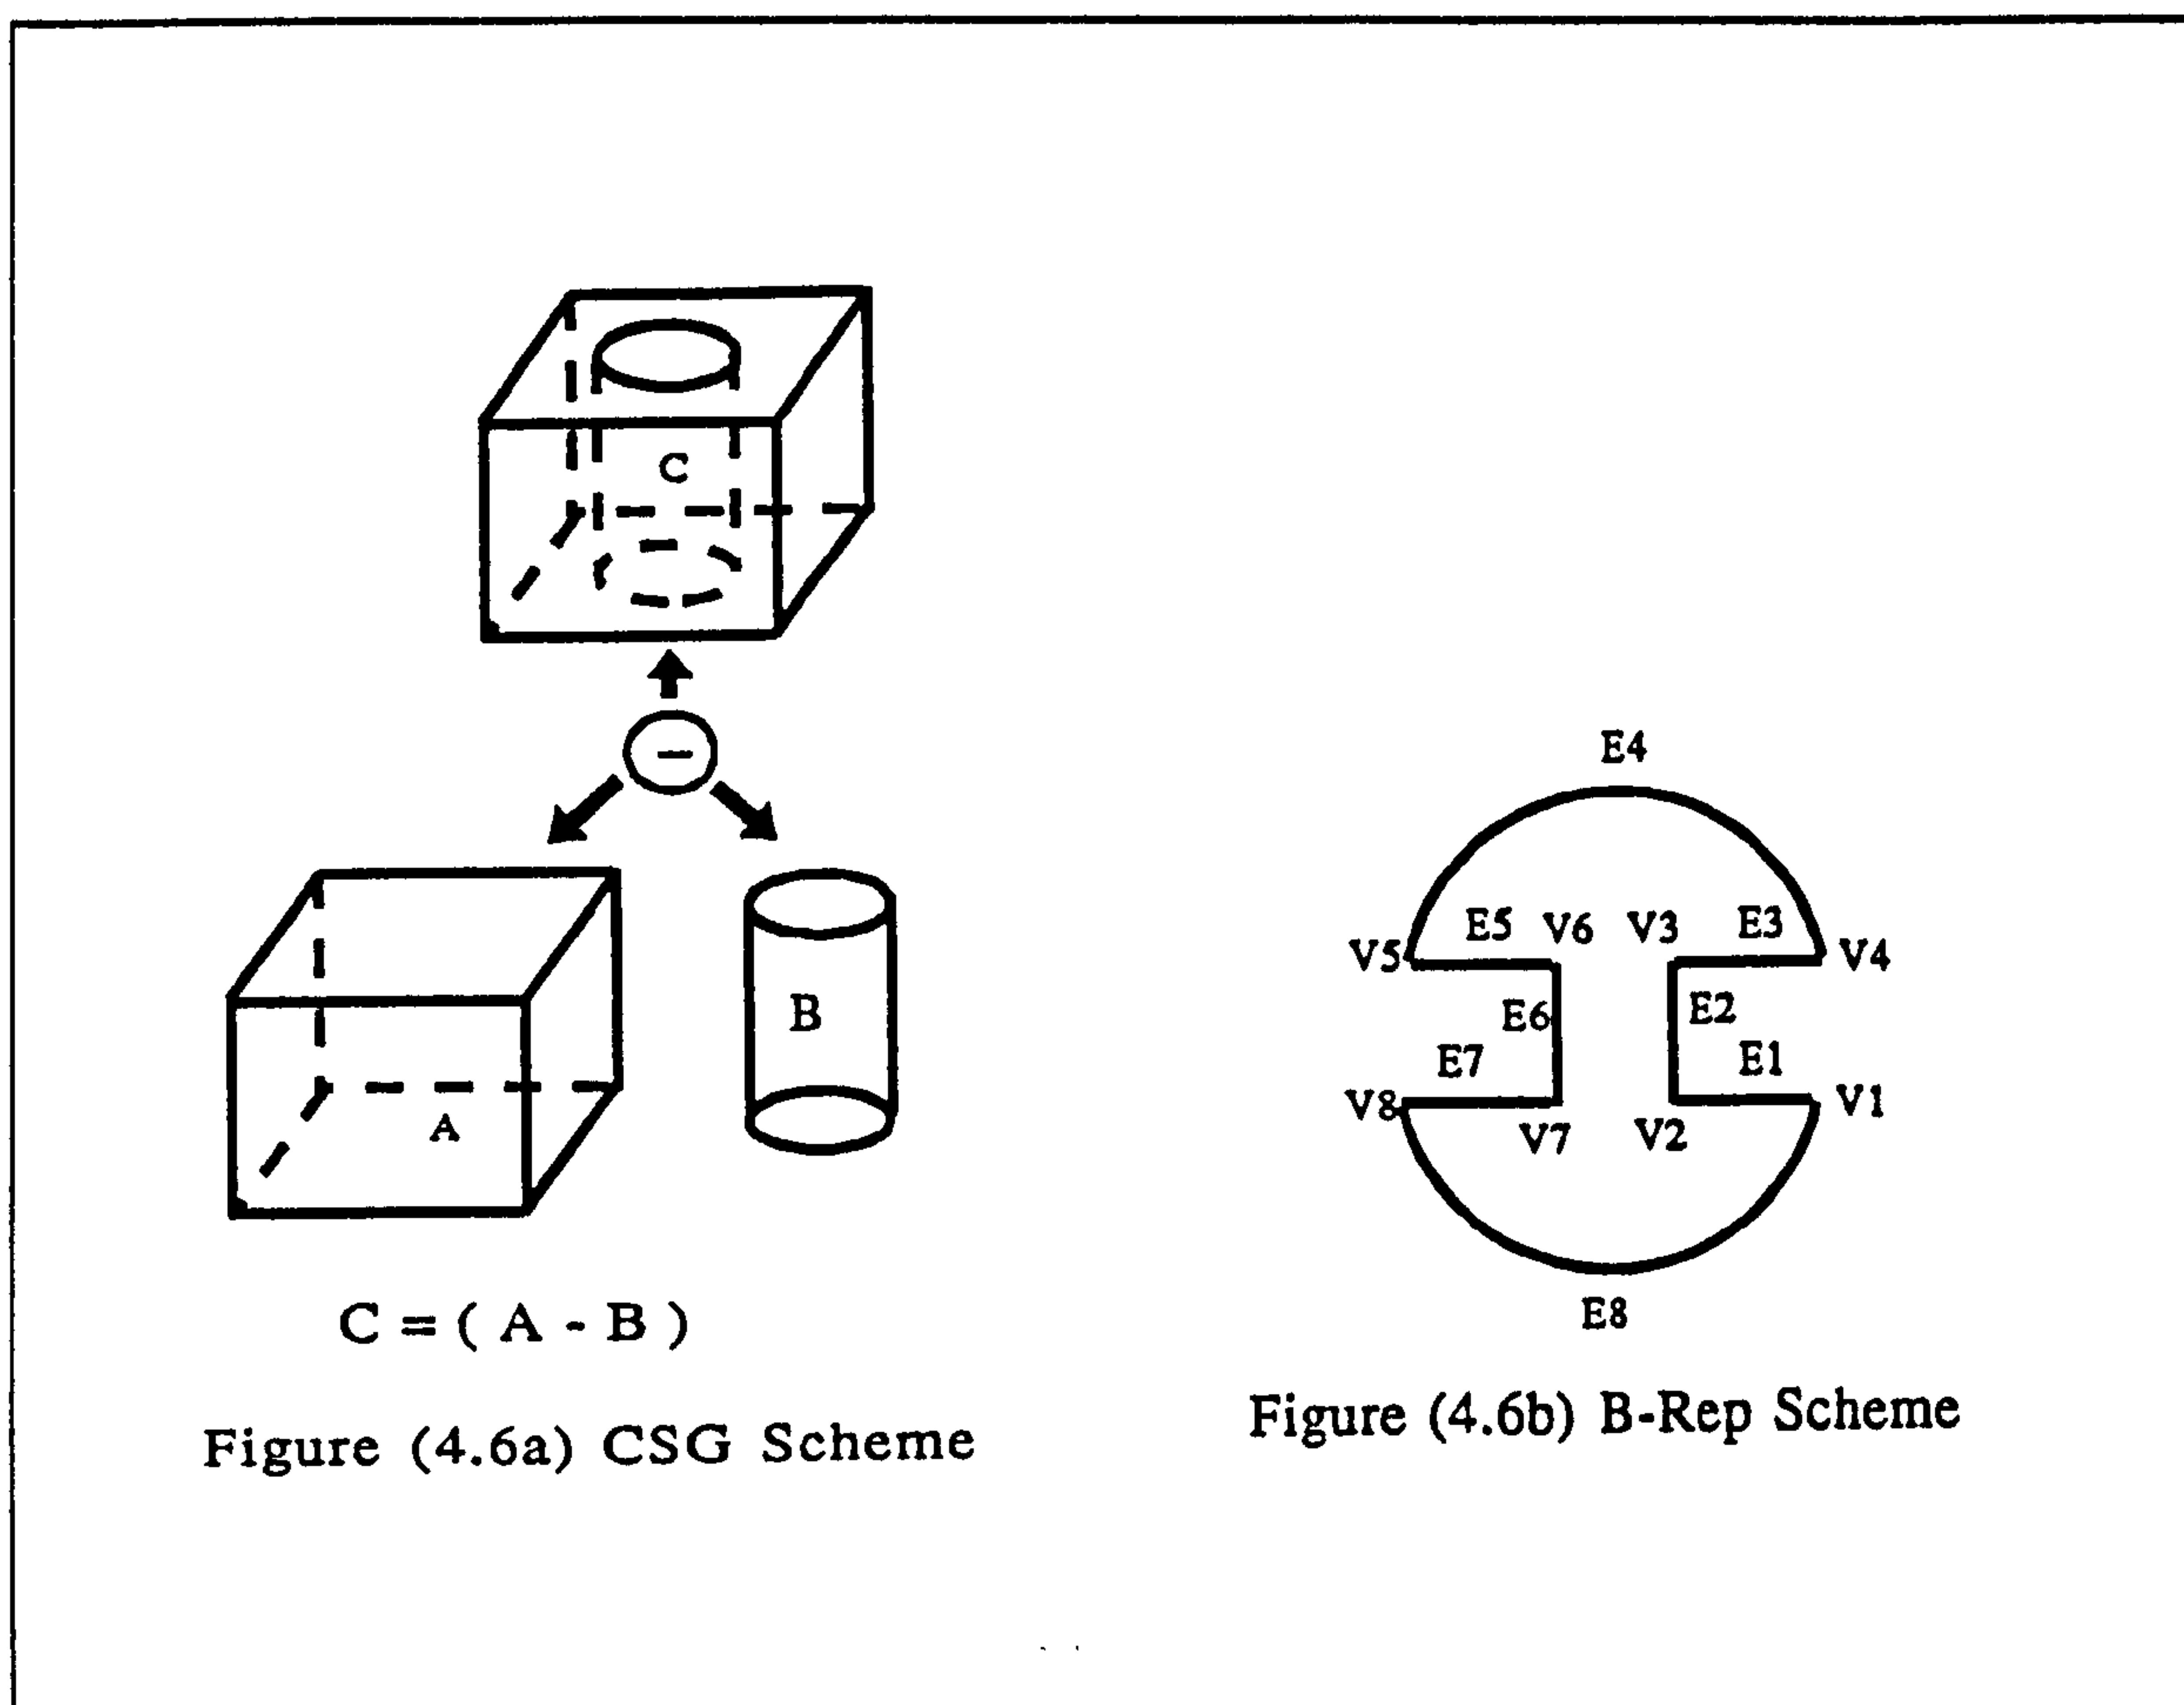 C
–
A
B
C = ( A - B )
Figure (4.6a) CSG Scheme
E4
V5 E5 V6 V3 E3 V4
E6 E2
E7 E1
V8 V7 V2 V1
E8
Figure (4.6b) B-Rep Scheme